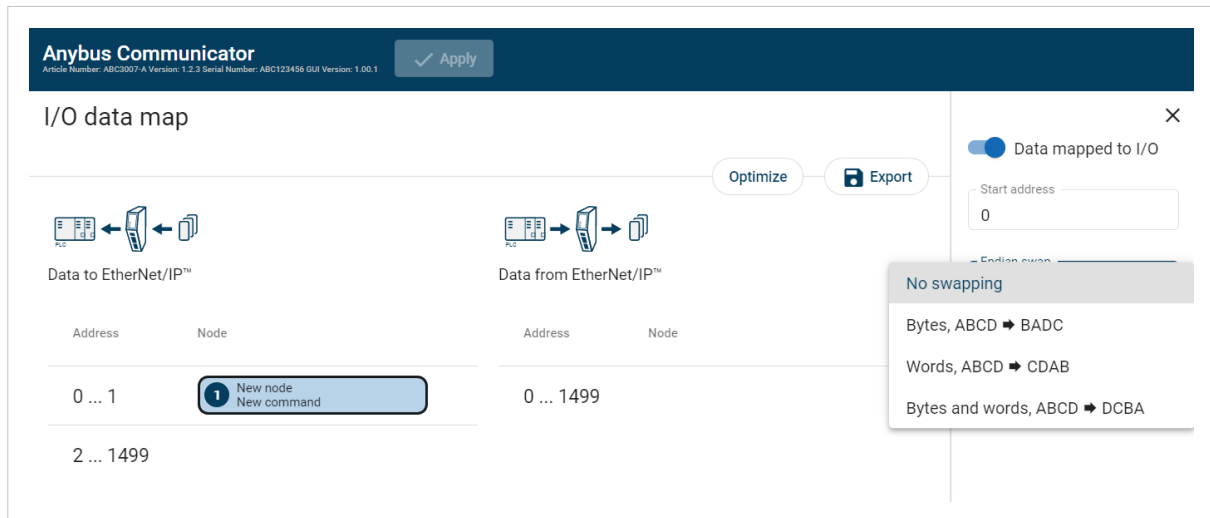 Anybus Communicator
Article Number: ABC3007-A Version: 1.2.3 Serial Number: ABC123456 GUI Version: 1.00.1
Apply
I/O data map
Data mapped to I/O
Optimize
Export
Start address
0
PLC
PLC
Data to EtherNet/IP™
Data from EtherNet/IP™
Endian swap
No swapping
Bytes, ABCD ➡ BADC
Words, ABCD ➡ CDAB
Bytes and words, ABCD ➡ DCBA
Address Node
Address Node
0 ... 1
1
New node
New command
0 ... 1499
2 ... 1499